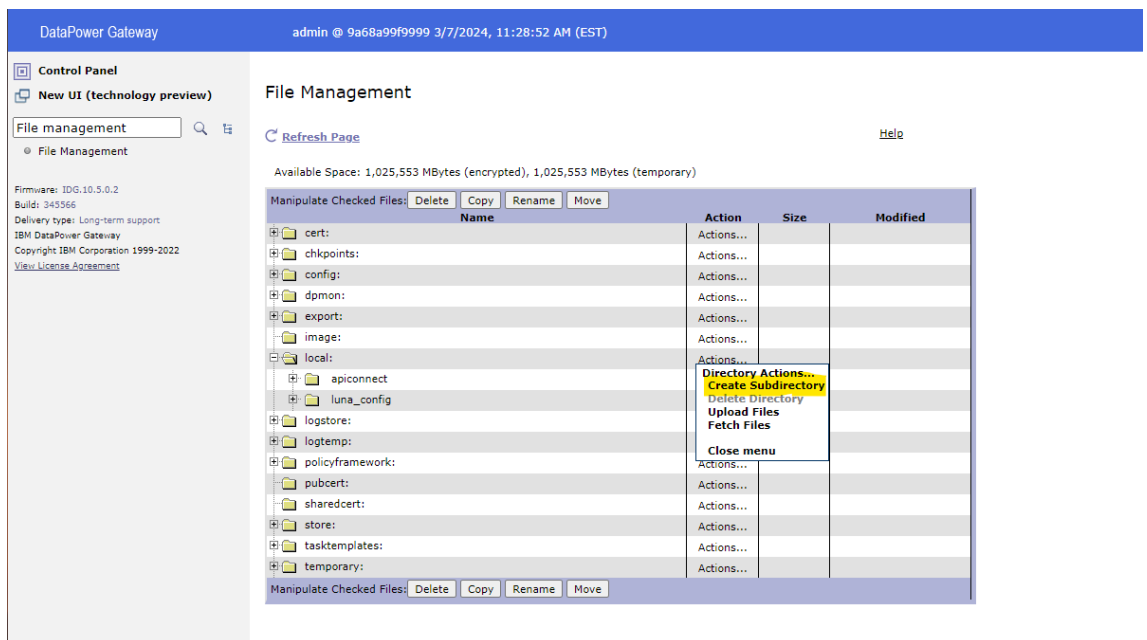 DataPower Gateway
admin @ 9a68a99f9999 3/7/2024, 11:28:52 AM (EST)
Control Panel
New UI (technology preview)
File management
File Management
Firmware: IDG.10.5.0.2
Build: 345566
Delivery type: Long-term support
IBM DataPower Gateway
Copyright IBM Corporation 1999-2022
View License Agreement
File Management
Refresh Page
Help
Available Space: 1,025,553 MBytes (encrypted), 1,025,553 MBytes (temporary)
Manipulate Checked Files: Delete Copy Rename Move
Name Action Size Modified
cert: Actions...
chkpoints: Actions...
config: Actions...
dpmon: Actions...
export: Actions...
image: Actions...
local: Actions...
apiconnect
luna_config
Directory Actions...
Create Subdirectory
Delete Directory
Upload Files
Fetch Files
Close menu
logstore:
logtemp:
policyframework: Actions...
pubcert: Actions...
sharedcert: Actions...
store: Actions...
tasktemplates: Actions...
temporary: Actions...
Manipulate Checked Files: Delete Copy Rename Move